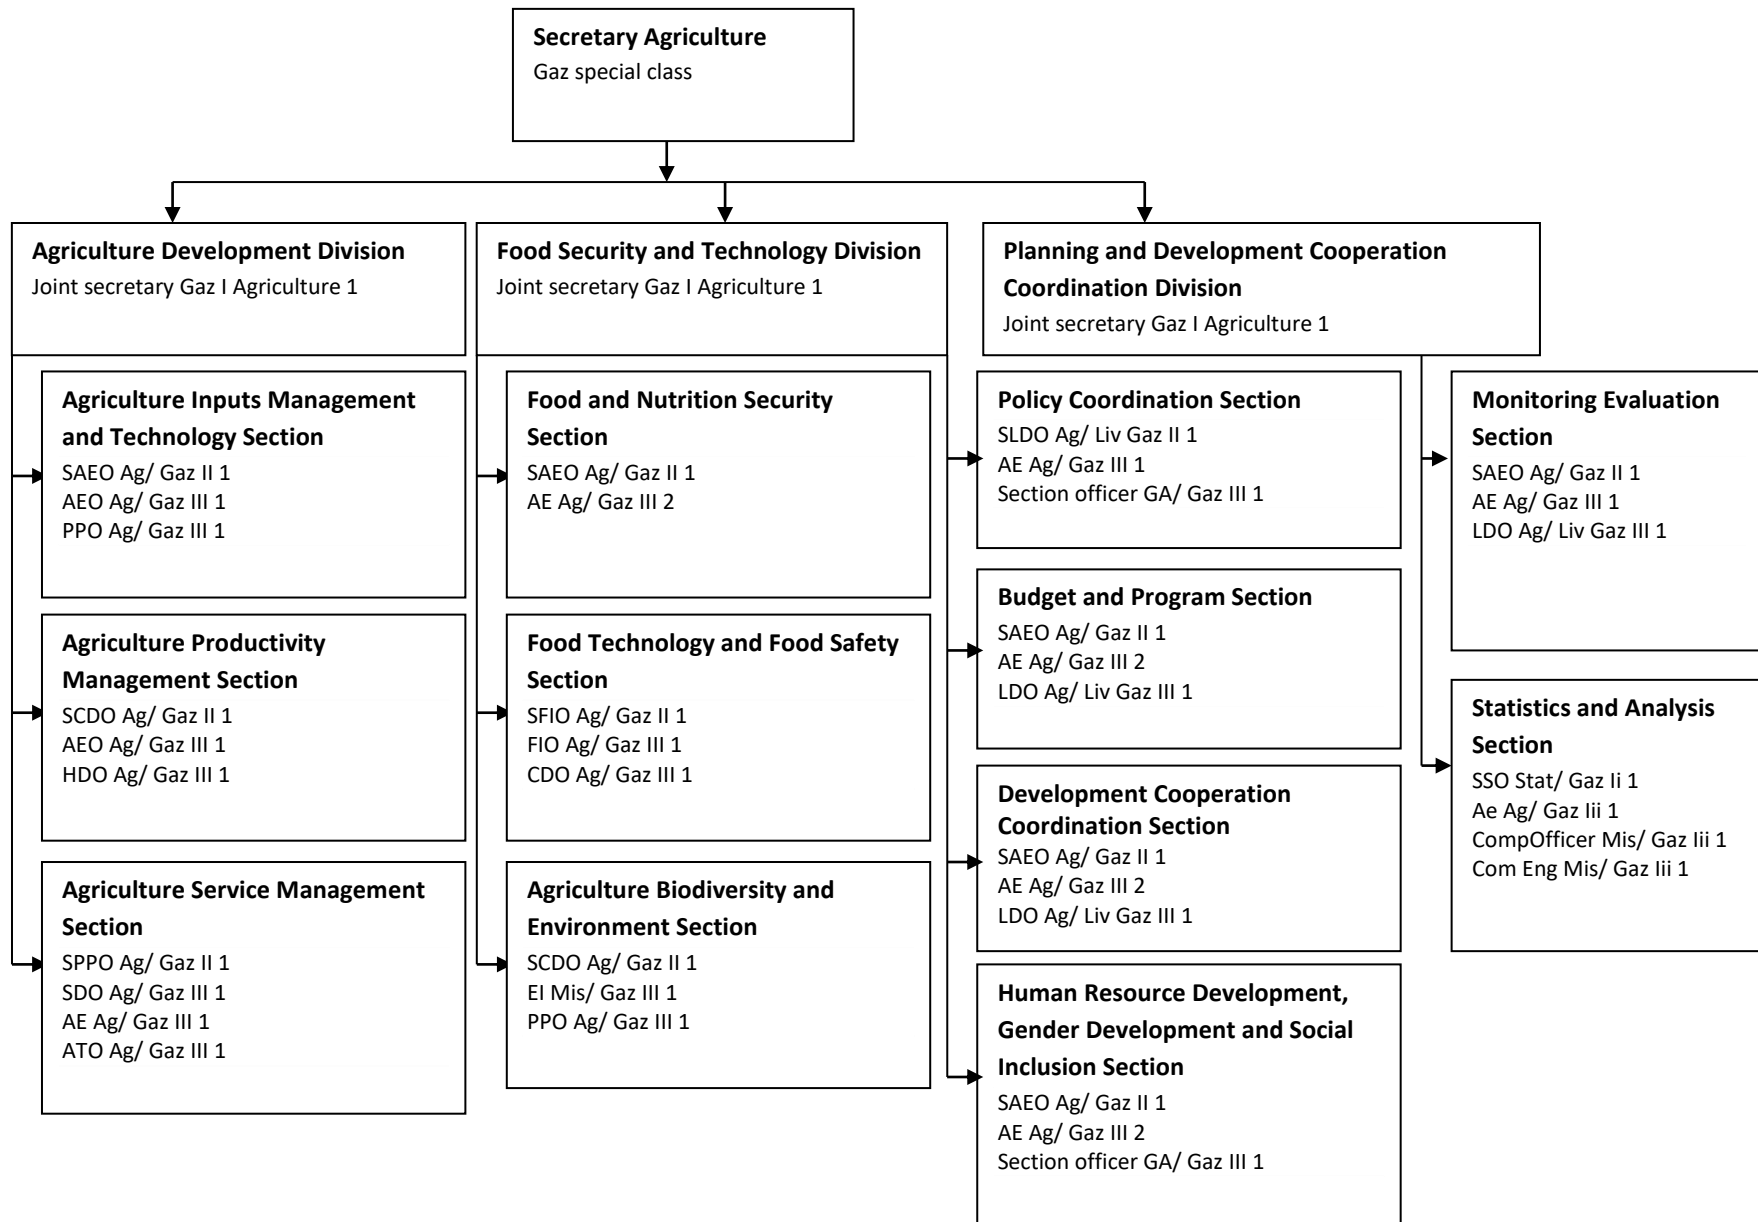 Secretary Agriculture
Gaz special class
Agriculture Development Division
Joint secretary Gaz I Agriculture 1
Food Security and Technology Division
Joint secretary Gaz I Agriculture 1
Planning and Development Cooperation
Coordination Division
Joint secretary Gaz I Agriculture 1
Agriculture Inputs Management
and Technology Section
SAEO Ag/ Gaz II 1
AEO Ag/ Gaz III 1
PPO Ag/ Gaz III 1
Agriculture Productivity
Management Section
SCDO Ag/ Gaz II 1
AEO Ag/ Gaz III 1
HDO Ag/ Gaz III 1
Agriculture Service Management
Section
SPPO Ag/ Gaz II 1
SDO Ag/ Gaz III 1
AE Ag/ Gaz III 1
ATO Ag/ Gaz III 1
Food and Nutrition Security
Section
SAEO Ag/ Gaz II 1
AE Ag/ Gaz III 2
Food Technology and Food Safety
Section
SFIO Ag/ Gaz II 1
FIO Ag/ Gaz III 1
CDO Ag/ Gaz III 1
Agriculture Biodiversity and
Environment Section
SCDO Ag/ Gaz II 1
EI Mis/ Gaz III 1
PPO Ag/ Gaz III 1
Policy Coordination Section
SLDO Ag/ Liv Gaz II 1
AE Ag/ Gaz III 1
Section officer GA/ Gaz III 1
Budget and Program Section
SAEO Ag/ Gaz II 1
AE Ag/ Gaz III 2
LDO Ag/ Liv Gaz III 1
Development Cooperation
Coordination Section
SAEO Ag/ Gaz II 1
AE Ag/ Gaz III 2
LDO Ag/ Liv Gaz III 1
Human Resource Development,
Gender Development and Social
Inclusion Section
SAEO Ag/ Gaz II 1
AE Ag/ Gaz III 2
Section officer GA/ Gaz III 1
Monitoring Evaluation
Section
SAEO Ag/ Gaz II 1
AE Ag/ Gaz III 1
LDO Ag/ Liv Gaz III 1
Statistics and Analysis
Section
SSO Stat/ Gaz Ii 1
Ae Ag/ Gaz Iii 1
CompOfficer Mis/ Gaz Iii 1
Com Eng Mis/ Gaz Iii 1